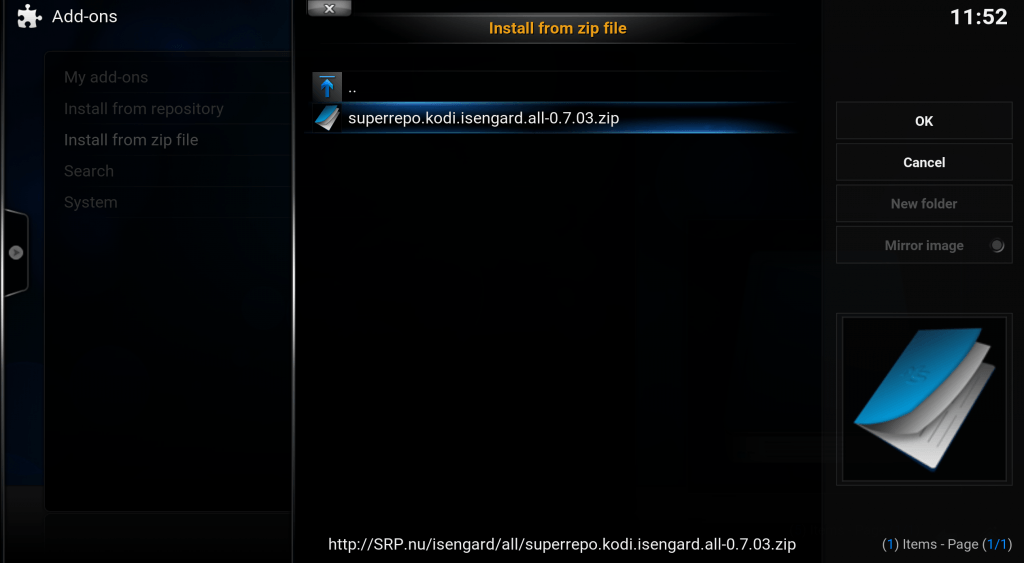 Add-ons
Install from zip file
11:52
My add-ons
Install from repository
Install from zip file
Search
System
..
superrepo.kodi.isengard.all-0.7.03.zip
OK
Cancel
New folder
Mirror image
http://SRP.nu/isengard/all/superrepo.kodi.isengard.all-0.7.03.zip
(1) Items - Page (1/1)